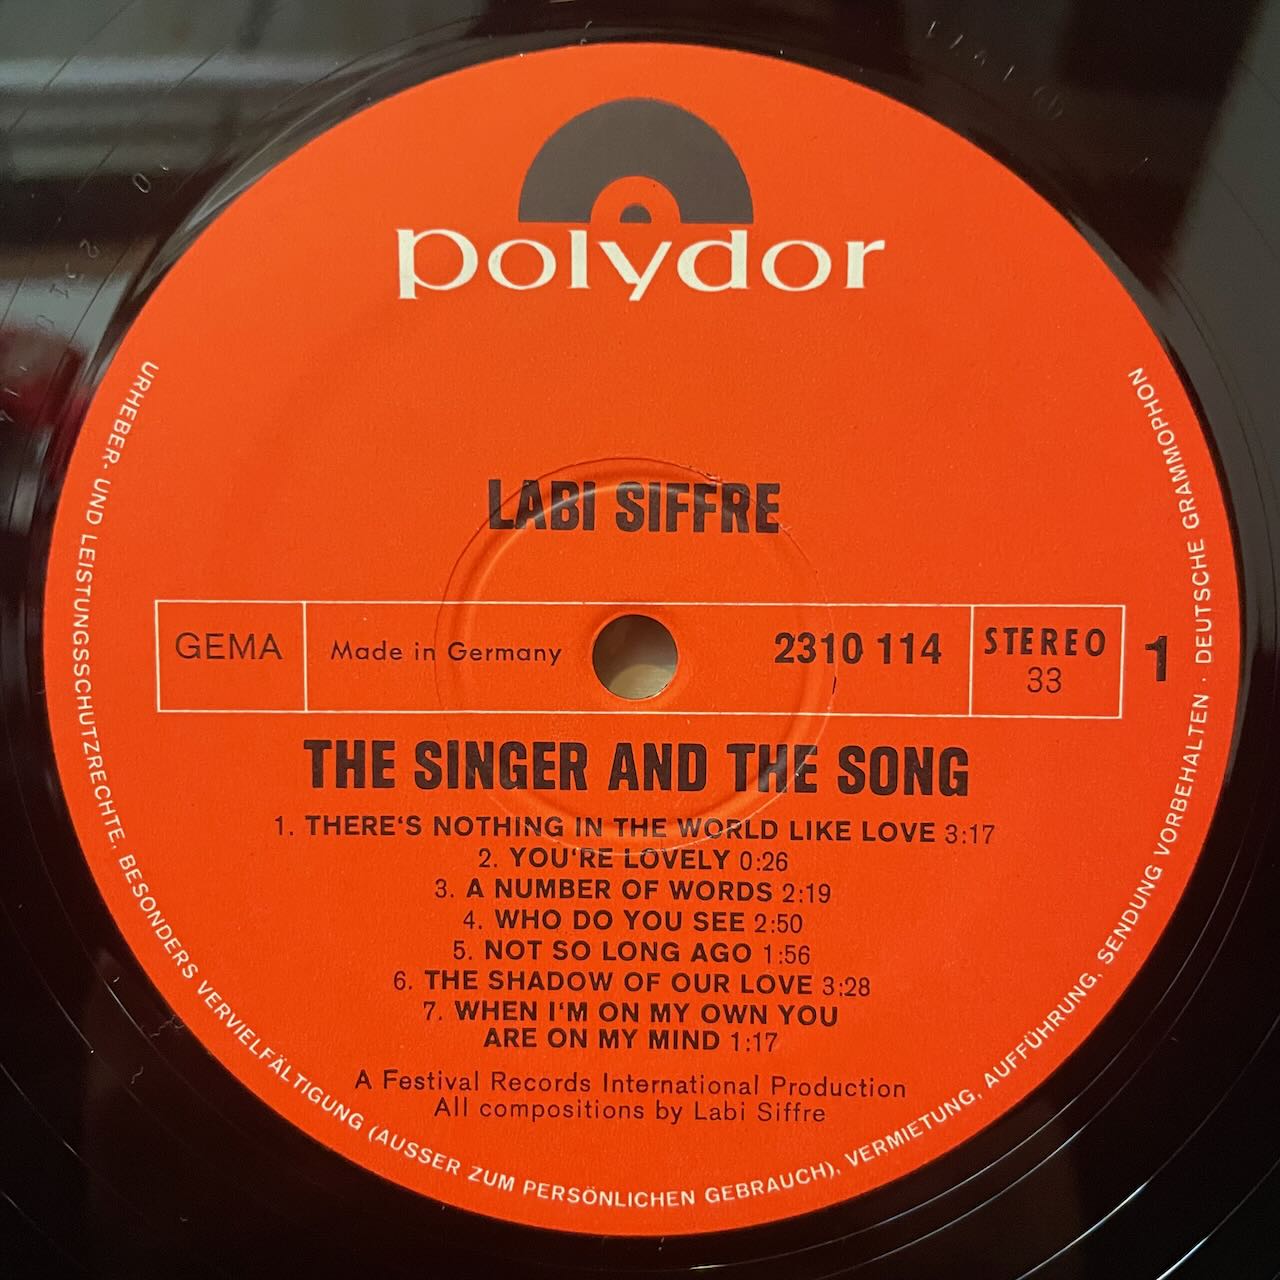 polydor
LABI SIFFRE
GEMA
Made in Germany
2310 114
STEREO
33
1
THE SINGER AND THE SONG
1. THERE'S NOTHING IN THE WORLD LIKE LOVE 3:17
2. YOU'RE LOVELY 0:26
3. A NUMBER OF WORDS 2:19
4. WHO DO YOU SEE 2:50
5. NOT SO LONG AGO 1:56
6. THE SHADOW OF OUR LOVE 3:28
7. WHEN I'M ON MY OWN YOU
ARE ON MY MIND 1:17
A Festival Records International Production
All compositions by Labi Siffre
URHEBER- UND LEISTUNGSSCHUTZRECHTE, BESONDERS VERVIELFÄLTIGUNG (AUSSER ZUM PERSÖNLICHEN GEBRAUCH), VERMIETUNG, AUFFÜHRUNG, SENDUNG VORBEHALTEN · DEUTSCHE GRAMMOPHON